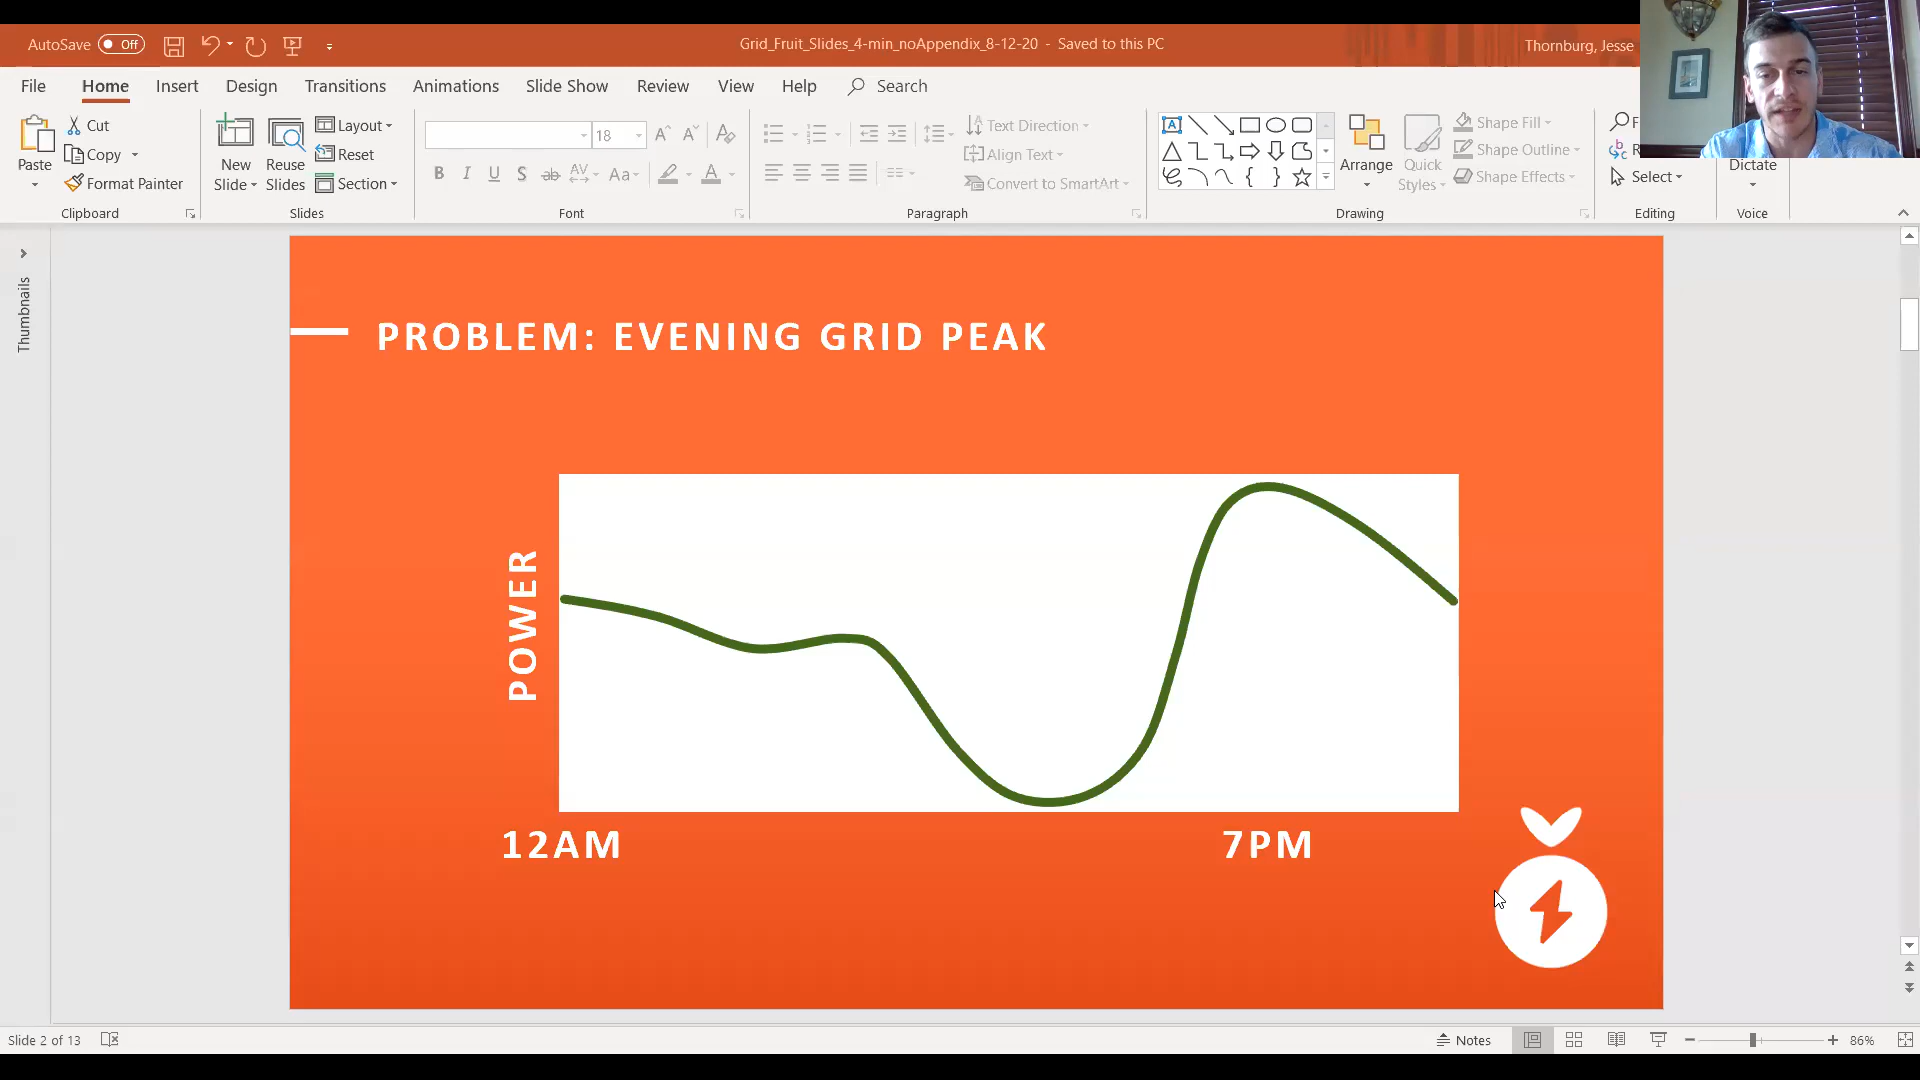 AutoSave Off
Grid_Fruit_Slides_4-min_noAppendix_8-12-20 - Saved to this PC
Thornburg, Jesse
File Home Insert Design Transitions Animations Slide Show Review View Help Search
Paste
Cut
Copy
Format Painter
Clipboard
New Slide
Reuse Slides
Layout
Reset
Section
Slides
18
A A A
B I U S ab AV Aa A
Font
Text Direction
Align Text
Convert to SmartArt
Paragraph
A
Arrange
Quick Styles
Shape Fill
Shape Outline
Shape Effects
Drawing
F
R
Select
Editing
Dictate
Voice
Thumbnails
PROBLEM: EVENING GRID PEAK
POWER
12AM
7PM
Slide 2 of 13
Notes
86%